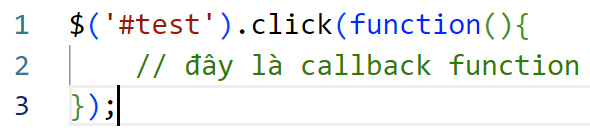 1 $('#test').click(function(){
2 // đây là callback function
3 });